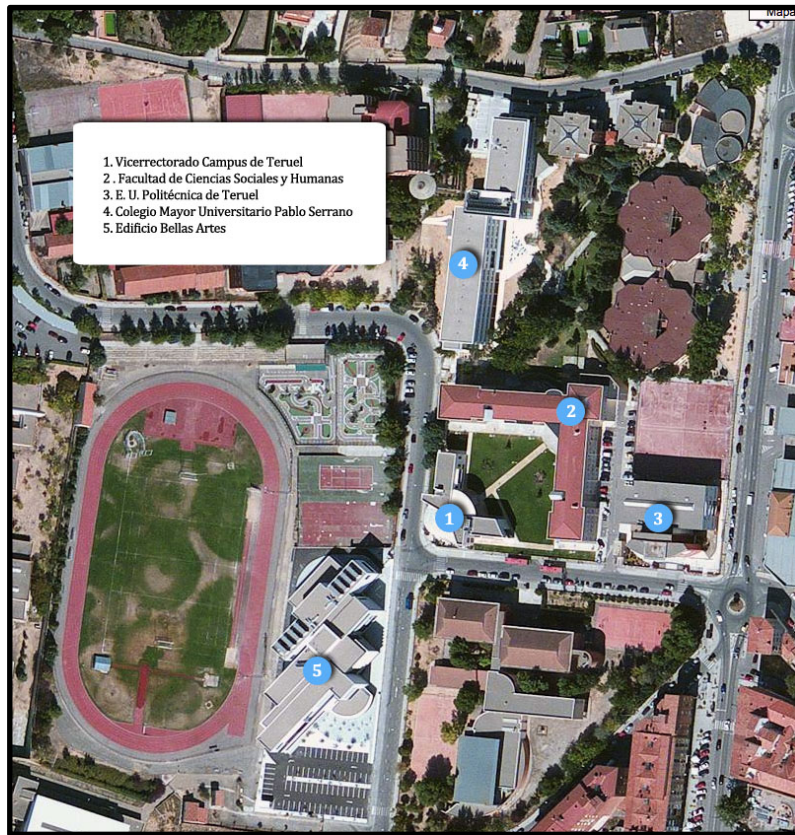 Mapa
1. Vicerrectorado Campus de Teruel
2 . Facultad de Ciencias Sociales y Humanas
3. E. U. Politécnica de Teruel
4. Colegio Mayor Universitario Pablo Serrano
5. Edificio Bellas Artes
4
2
1
3
5